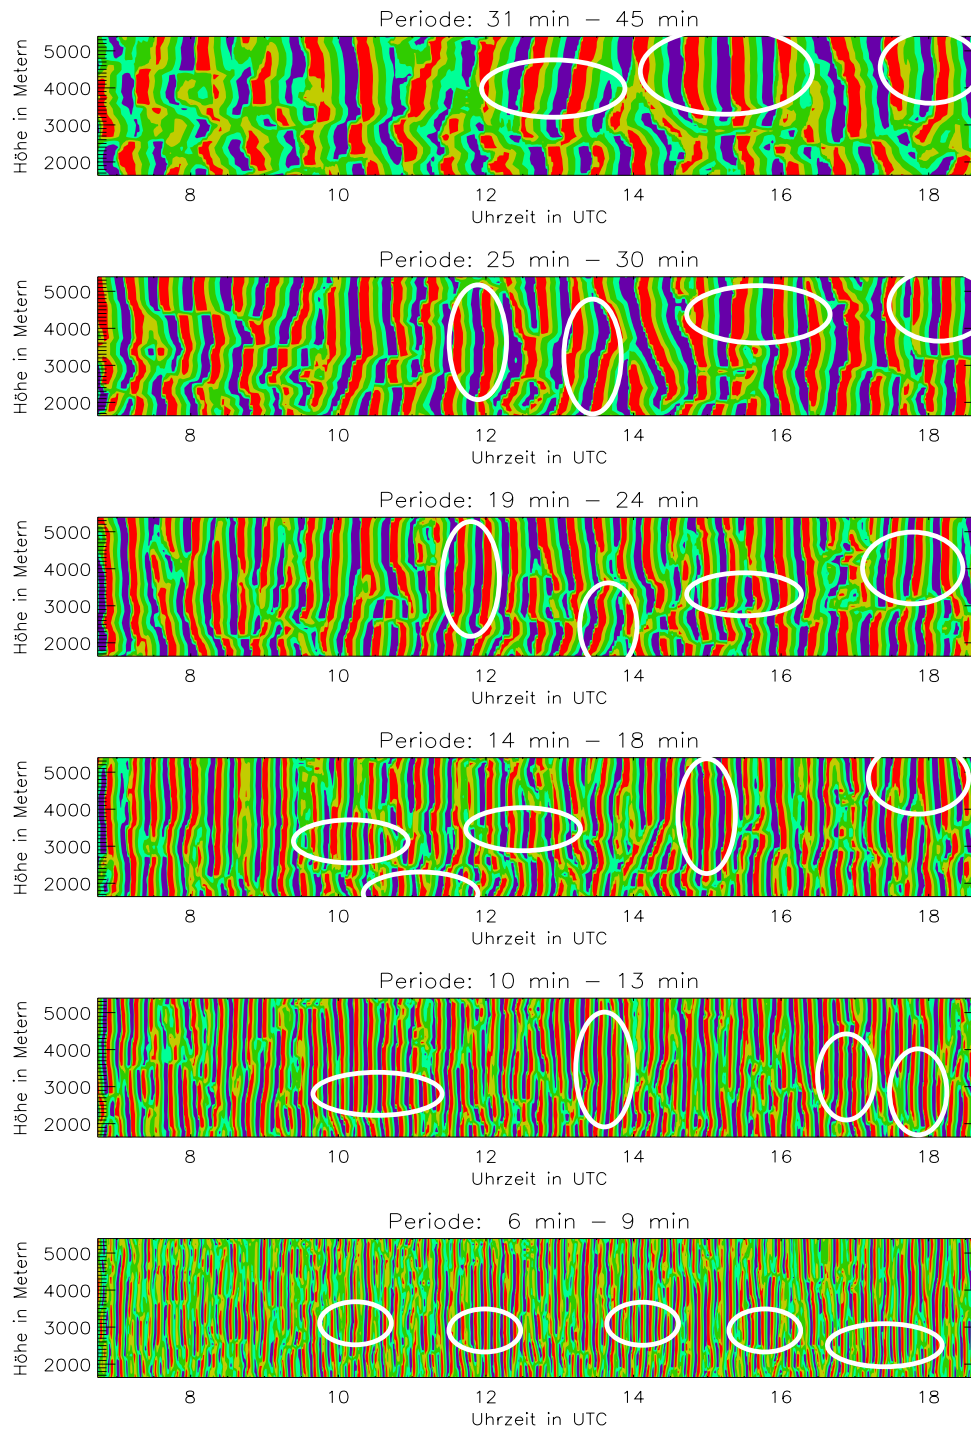 Periode: 31 min – 45 min
Höhe in Metern
5000
4000
3000
2000
8 10 12 14 16 18
Uhrzeit in UTC
Periode: 25 min – 30 min
Höhe in Metern
5000
4000
3000
2000
8 10 12 14 16 18
Uhrzeit in UTC
Periode: 19 min – 24 min
Höhe in Metern
5000
4000
3000
2000
8 10 12 14 16 18
Uhrzeit in UTC
Periode: 14 min – 18 min
Höhe in Metern
5000
4000
3000
2000
8 10 12 14 16 18
Uhrzeit in UTC
Periode: 10 min – 13 min
Höhe in Metern
5000
4000
3000
2000
8 10 12 14 16 18
Uhrzeit in UTC
Periode: 6 min – 9 min
Höhe in Metern
5000
4000
3000
2000
8 10 12 14 16 18
Uhrzeit in UTC